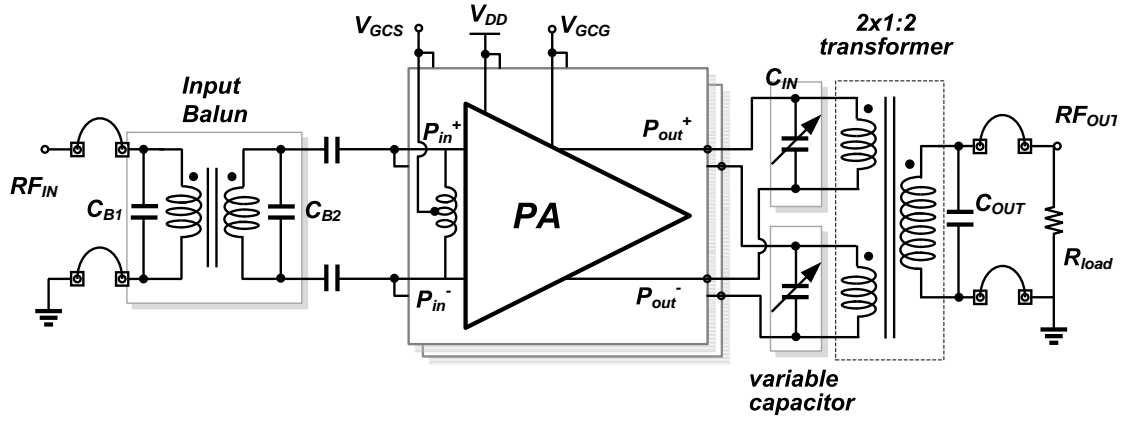 V_GCS
V_DD
V_GCG
2x1:2
transformer
Input
Balun
C_IN
P_in^+
P_out^+
RF_OUT
RF_IN
C_B1
C_B2
PA
C_OUT
R_load
P_in^-
P_out^-
variable
capacitor